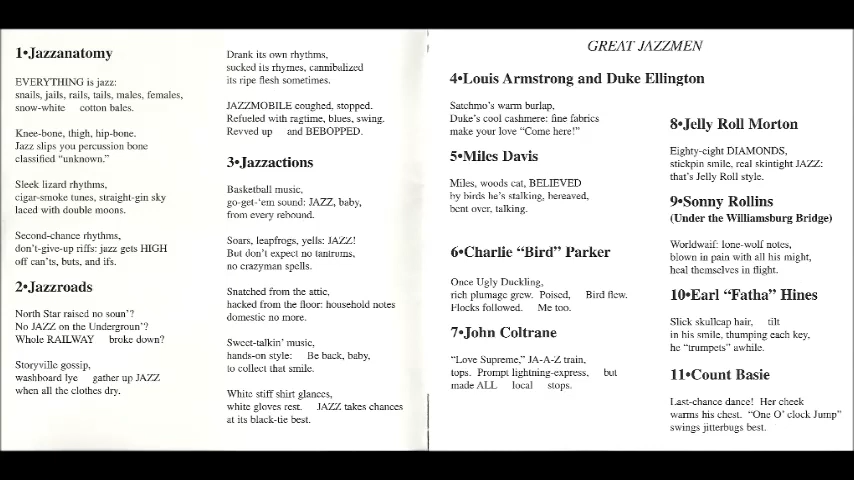 1•Jazzanatomy
EVERYTHING is jazz:
snails, jails, rails, tails, males, females,
snow-white cotton bales.
Knee-bone, thigh, hip-bone.
Jazz slips you percussion bone
classified “unknown.”
Sleek lizard rhythms,
cigar-smoke tunes, straight-gin sky
laced with double moons.
Second-chance rhythms,
don’t-give-up riffs: jazz gets HIGH
off can’ts, buts, and ifs.
2•Jazzroads
North Star raised no soun’?
No JAZZ on the Undergroun’?
Whole RAILWAY broke down?
Storyville gossip,
washboard lye gather up JAZZ
when all the clothes dry.
Drank its own rhythms,
sucked its rhymes, cannibalized
its ripe flesh sometimes.
JAZZMOBILE coughed, stopped.
Refueled with ragtime, blues, swing.
Revved up and BEBOPPED.
3•Jazzactions
Basketball music,
go-get-‘em sound: JAZZ, baby,
from every rebound.
Soars, leapfrogs, yells: JAZZ!
But don’t expect no tantrums,
no crazyman spells.
Snatched from the attic,
hacked from the floor: household notes
domestic no more.
Sweet-talkin’ music,
hands-on style: Be back, baby,
to collect that smile.
White stiff shirt glances,
white gloves rest. JAZZ takes chances
at its black-tie best.
GREAT JAZZMEN
4•Louis Armstrong and Duke Ellington
Satchmo’s warm burlap,
Duke’s cool cashmere: fine fabrics
make your love “Come here!”
5•Miles Davis
Miles, woods cat, BELIEVED
by birds he’s stalking, bereaved,
bent over, talking.
6•Charlie “Bird” Parker
Once Ugly Duckling,
rich plumage grew. Poised, Bird flew.
Flocks followed. Me too.
7•John Coltrane
“Love Supreme,” JA-A-Z train,
tops. Prompt lightning-express, but
made ALL local stops.
8•Jelly Roll Morton
Eighty-eight DIAMONDS,
stickpin smile, real skintight JAZZ:
that’s Jelly Roll style.
9•Sonny Rollins
(Under the Williamsburg Bridge)
Worldwaif: lone-wolf notes,
blown in pain with all his might,
heal themselves in flight.
10•Earl “Fatha” Hines
Slick skullcap hair, tilt
in his smile, thumping each key,
he “trumpets” awhile.
11•Count Basie
Last-chance dance! Her cheek
warms his chest. “One O’ clock Jump”
swings jitterbugs best.